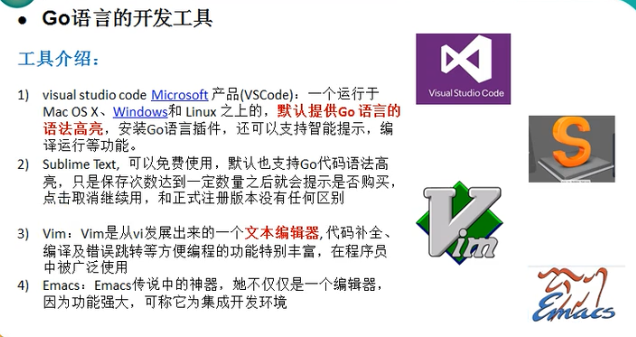 • Go语言的开发工具
工具介绍：
1) visual studio code Microsoft 产品(VSCode)：一个运行于
Mac OS X、Windows和 Linux 之上的，默认提供Go 语言的
语法高亮，安装Go语言插件，还可以支持智能提示，编
译运行等功能。
2) Sublime Text, 可以免费使用，默认也支持Go代码语法高
亮，只是保存次数达到一定数量之后就会提示是否购买，
点击取消继续用，和正式注册版本没有任何区别
3) Vim：Vim是从vi发展出来的一个文本编辑器, 代码补全、
编译及错误跳转等方便编程的功能特别丰富，在程序员
中被广泛使用
4) Emacs：Emacs传说中的神器，她不仅仅是一个编辑器，
因为功能强大，可称它为集成开发环境
Visual Studio Code
S
Vim
Emacs